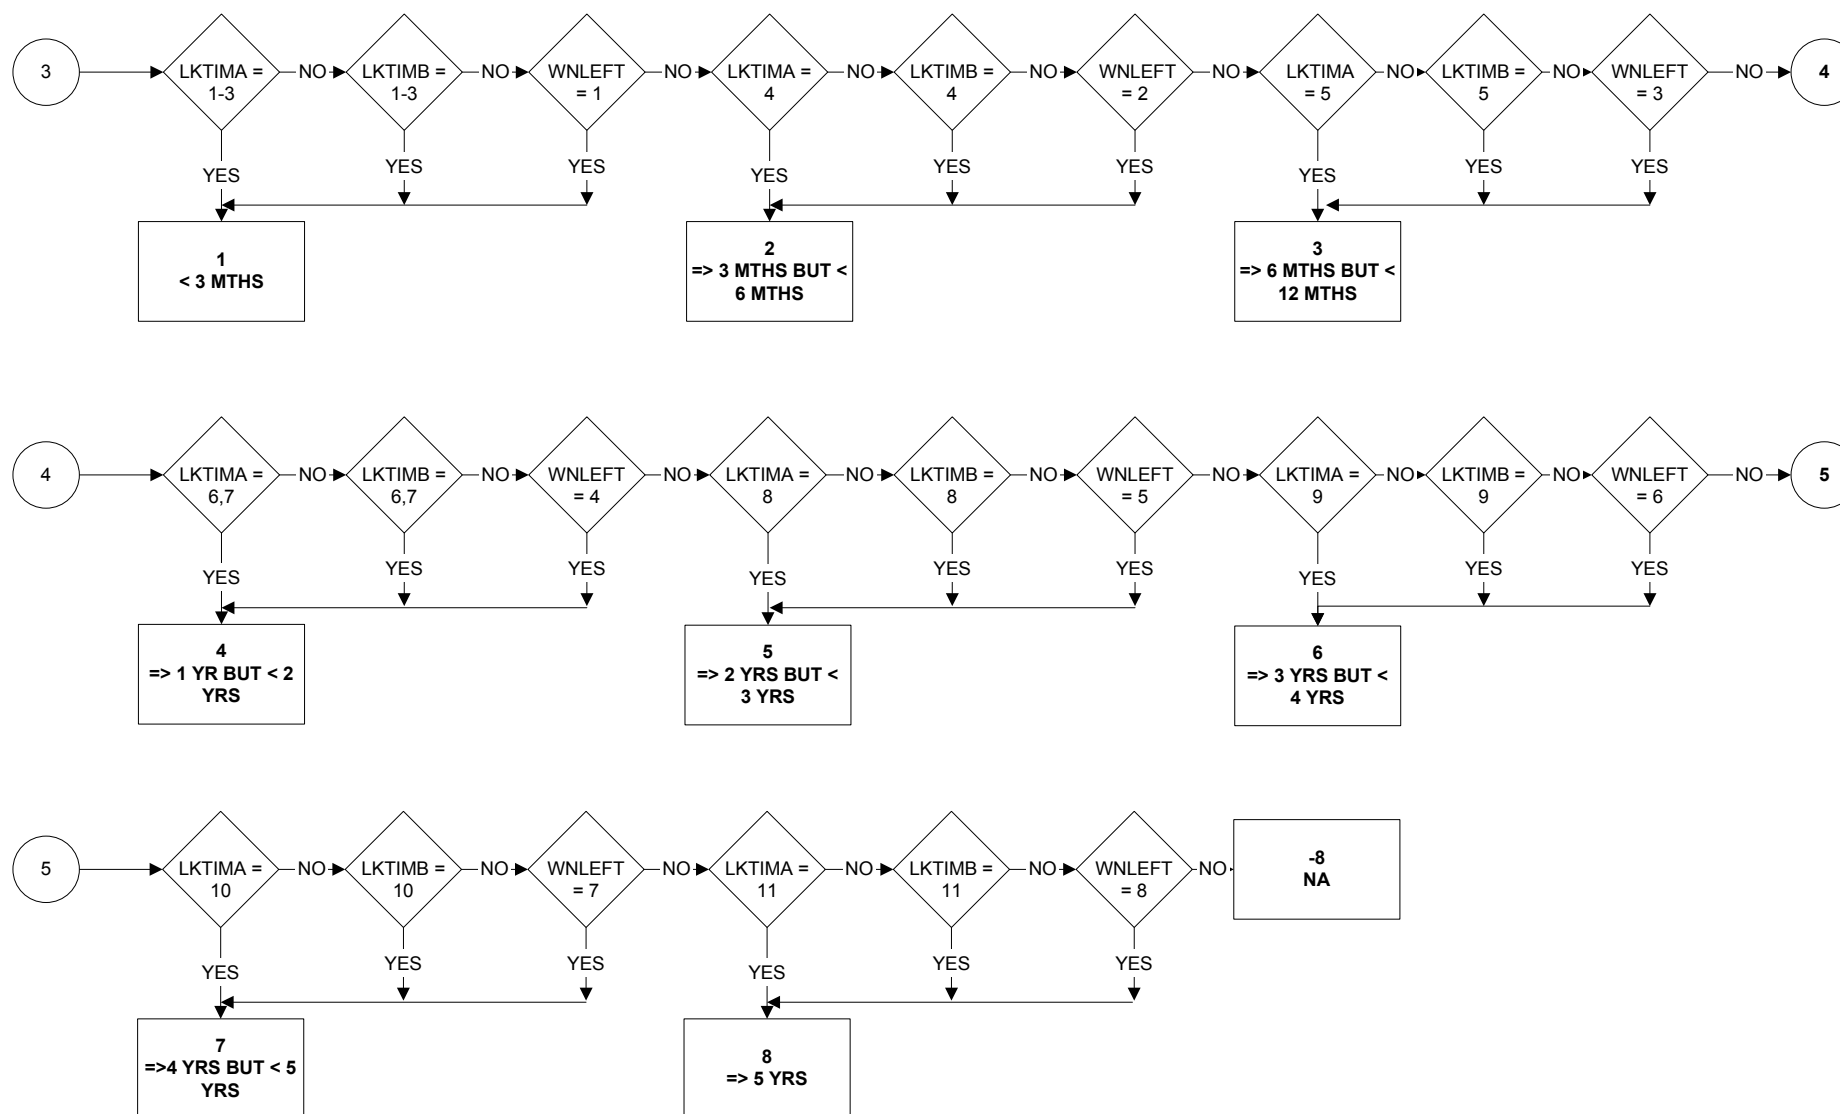 3
LKTIMA =
1-3
NO
LKTIMB =
1-3
NO
WNLEFT
= 1
NO
LKTIMA =
4
NO
LKTIMB =
4
NO
WNLEFT
= 2
NO
LKTIMA
= 5
NO
LKTIMB =
5
NO
WNLEFT
= 3
NO
4
YES
YES
YES
YES
YES
YES
YES
YES
YES
1
< 3 MTHS
2
=> 3 MTHS BUT <
6 MTHS
3
=> 6 MTHS BUT <
12 MTHS
4
LKTIMA =
6,7
NO
LKTIMB =
6,7
NO
WNLEFT
= 4
NO
LKTIMA =
8
NO
LKTIMB =
8
NO
WNLEFT
= 5
NO
LKTIMA =
9
NO
LKTIMB =
9
NO
WNLEFT
= 6
NO
5
YES
YES
YES
YES
YES
YES
YES
YES
YES
4
=> 1 YR BUT < 2
YRS
5
=> 2 YRS BUT <
3 YRS
6
=> 3 YRS BUT <
4 YRS
5
LKTIMA =
10
NO
LKTIMB =
10
NO
WNLEFT
= 7
NO
LKTIMA =
11
NO
LKTIMB =
11
NO
WNLEFT
= 8
NO
-8
NA
YES
YES
YES
YES
YES
YES
7
=>4 YRS BUT < 5
YRS
8
=> 5 YRS